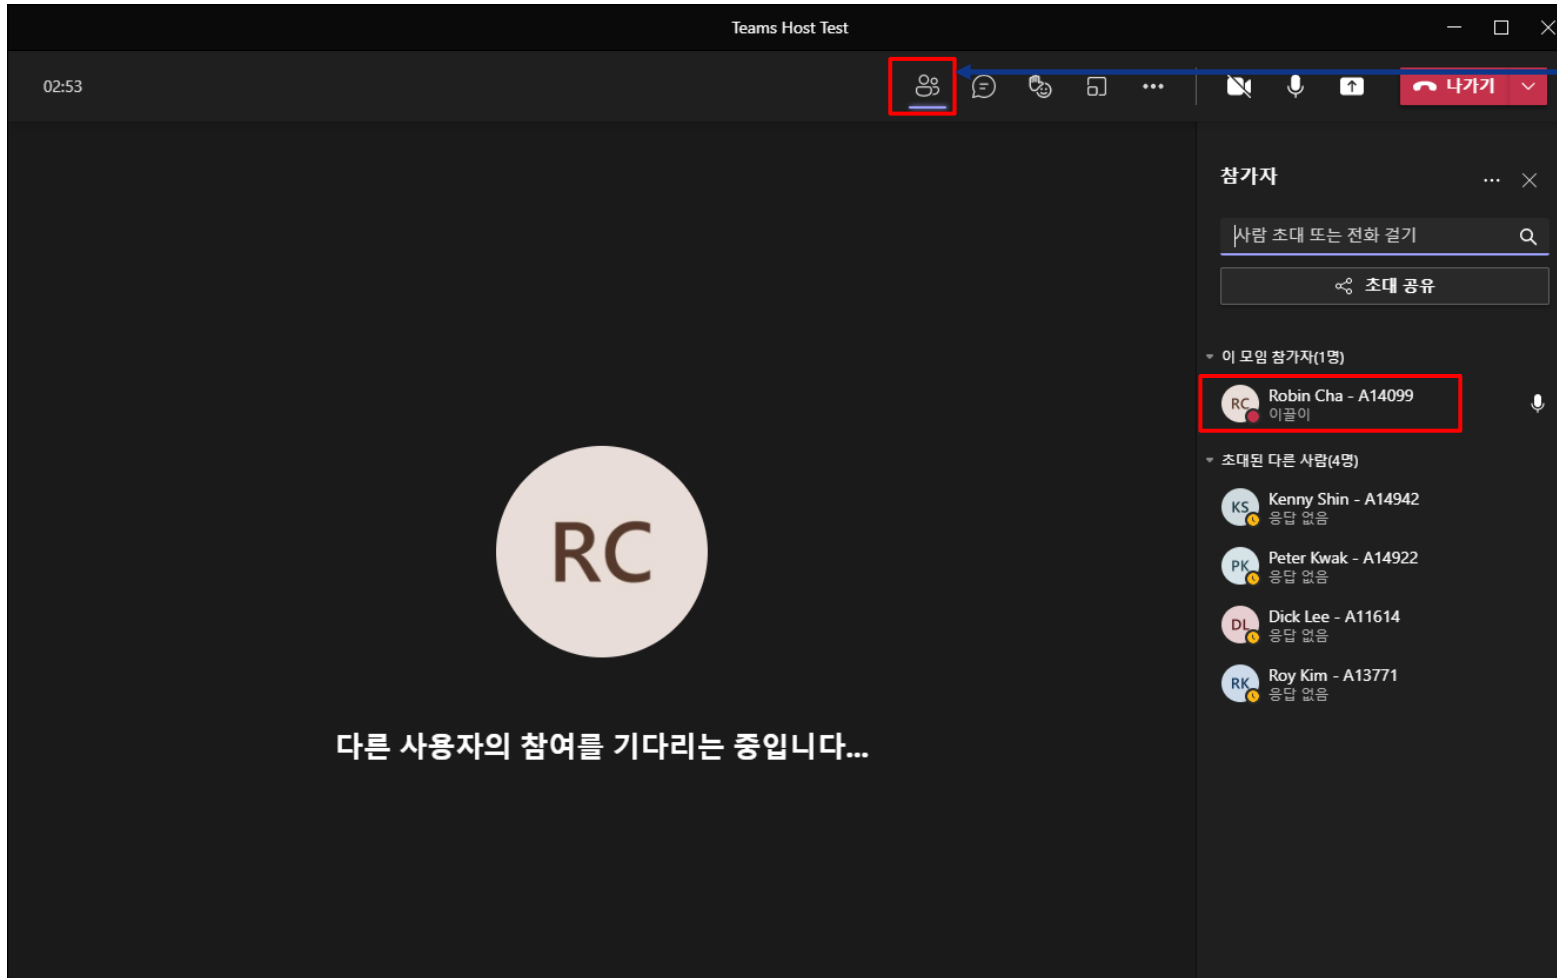 Teams Host Test
02:53
나가기
참가자
사람 초대 또는 전화 걸기
초대 공유
이 모임 참가자(1명)
RC
Robin Cha - A14099
이끌이
초대된 다른 사람(4명)
KS
Kenny Shin - A14942
응답 없음
PK
Peter Kwak - A14922
응답 없음
DL
Dick Lee - A11614
응답 없음
RK
Roy Kim - A13771
응답 없음
RC
다른 사용자의 참여를 기다리는 중입니다...